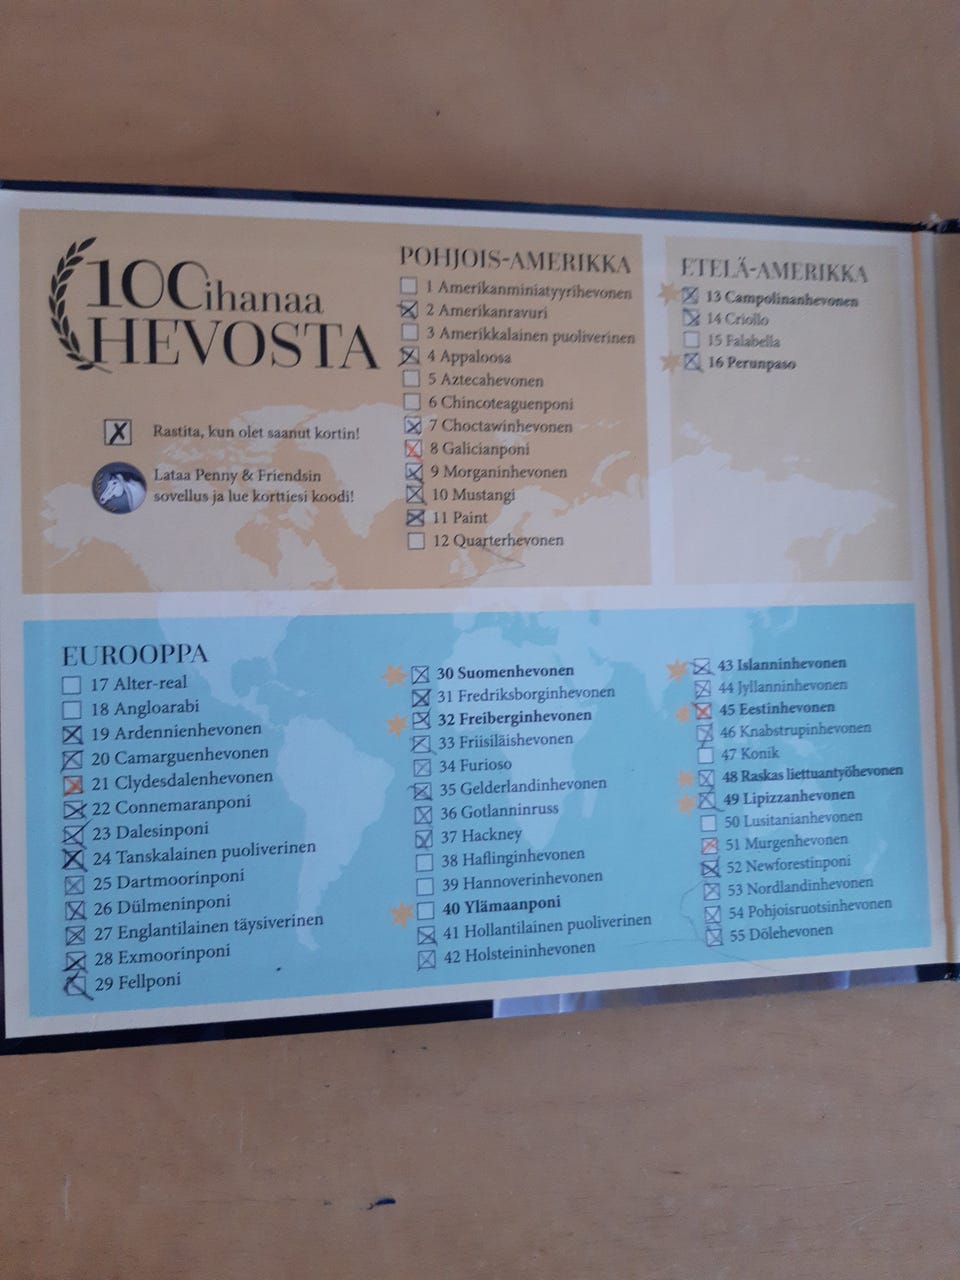 100 ihanaa
HEVOSTA
Rastita, kun olet saanut kortin!
Lataa Penny & Friendsin
sovellus ja lue korttiesi koodi!
POHJOIS-AMERIKKA
1 Amerikanminiatyyrihevonen
2 Amerikanravuri
3 Amerikkalainen puoliverinen
4 Appaloosa
5 Aztecahevonen
6 Chincoteaguenponi
7 Choctawinhevonen
8 Galicianponi
9 Morganinhevonen
10 Mustangi
11 Paint
12 Quarterhevonen
ETELÄ-AMERIKKA
13 Campolinanhevonen
14 Criollo
15 Falabella
16 Perunpaso
EUROOPPA
17 Alter-real
18 Angloarabi
19 Ardennienhevonen
20 Camarguenhevonen
21 Clydesdalenhevonen
22 Connemaranponi
23 Dalesinponi
24 Tanskalainen puoliverinen
25 Dartmoorinponi
26 Dülmeninponi
27 Englantilainen täysiverinen
28 Exmoorinponi
29 Fellponi
30 Suomenhevonen
31 Fredriksborginhevonen
32 Freiberginhevonen
33 Friisiläishevonen
34 Furioso
35 Gelderlandinhevonen
36 Gotlanninruss
37 Hackney
38 Haflinginhevonen
39 Hannoverinhevonen
40 Ylämaanponi
41 Hollantilainen puoliverinen
42 Holsteininhevonen
43 Islanninhevonen
44 Jyllanninhevonen
45 Eestinhevonen
46 Knabstrupinhevonen
47 Konik
48 Raskas liettuantyöhevonen
49 Lipizzanhevonen
50 Lusitanianhevonen
51 Murgenhevonen
52 Newforestinponi
53 Nordlandinhevonen
54 Pohjoisruotsinhevonen
55 Dölehevonen